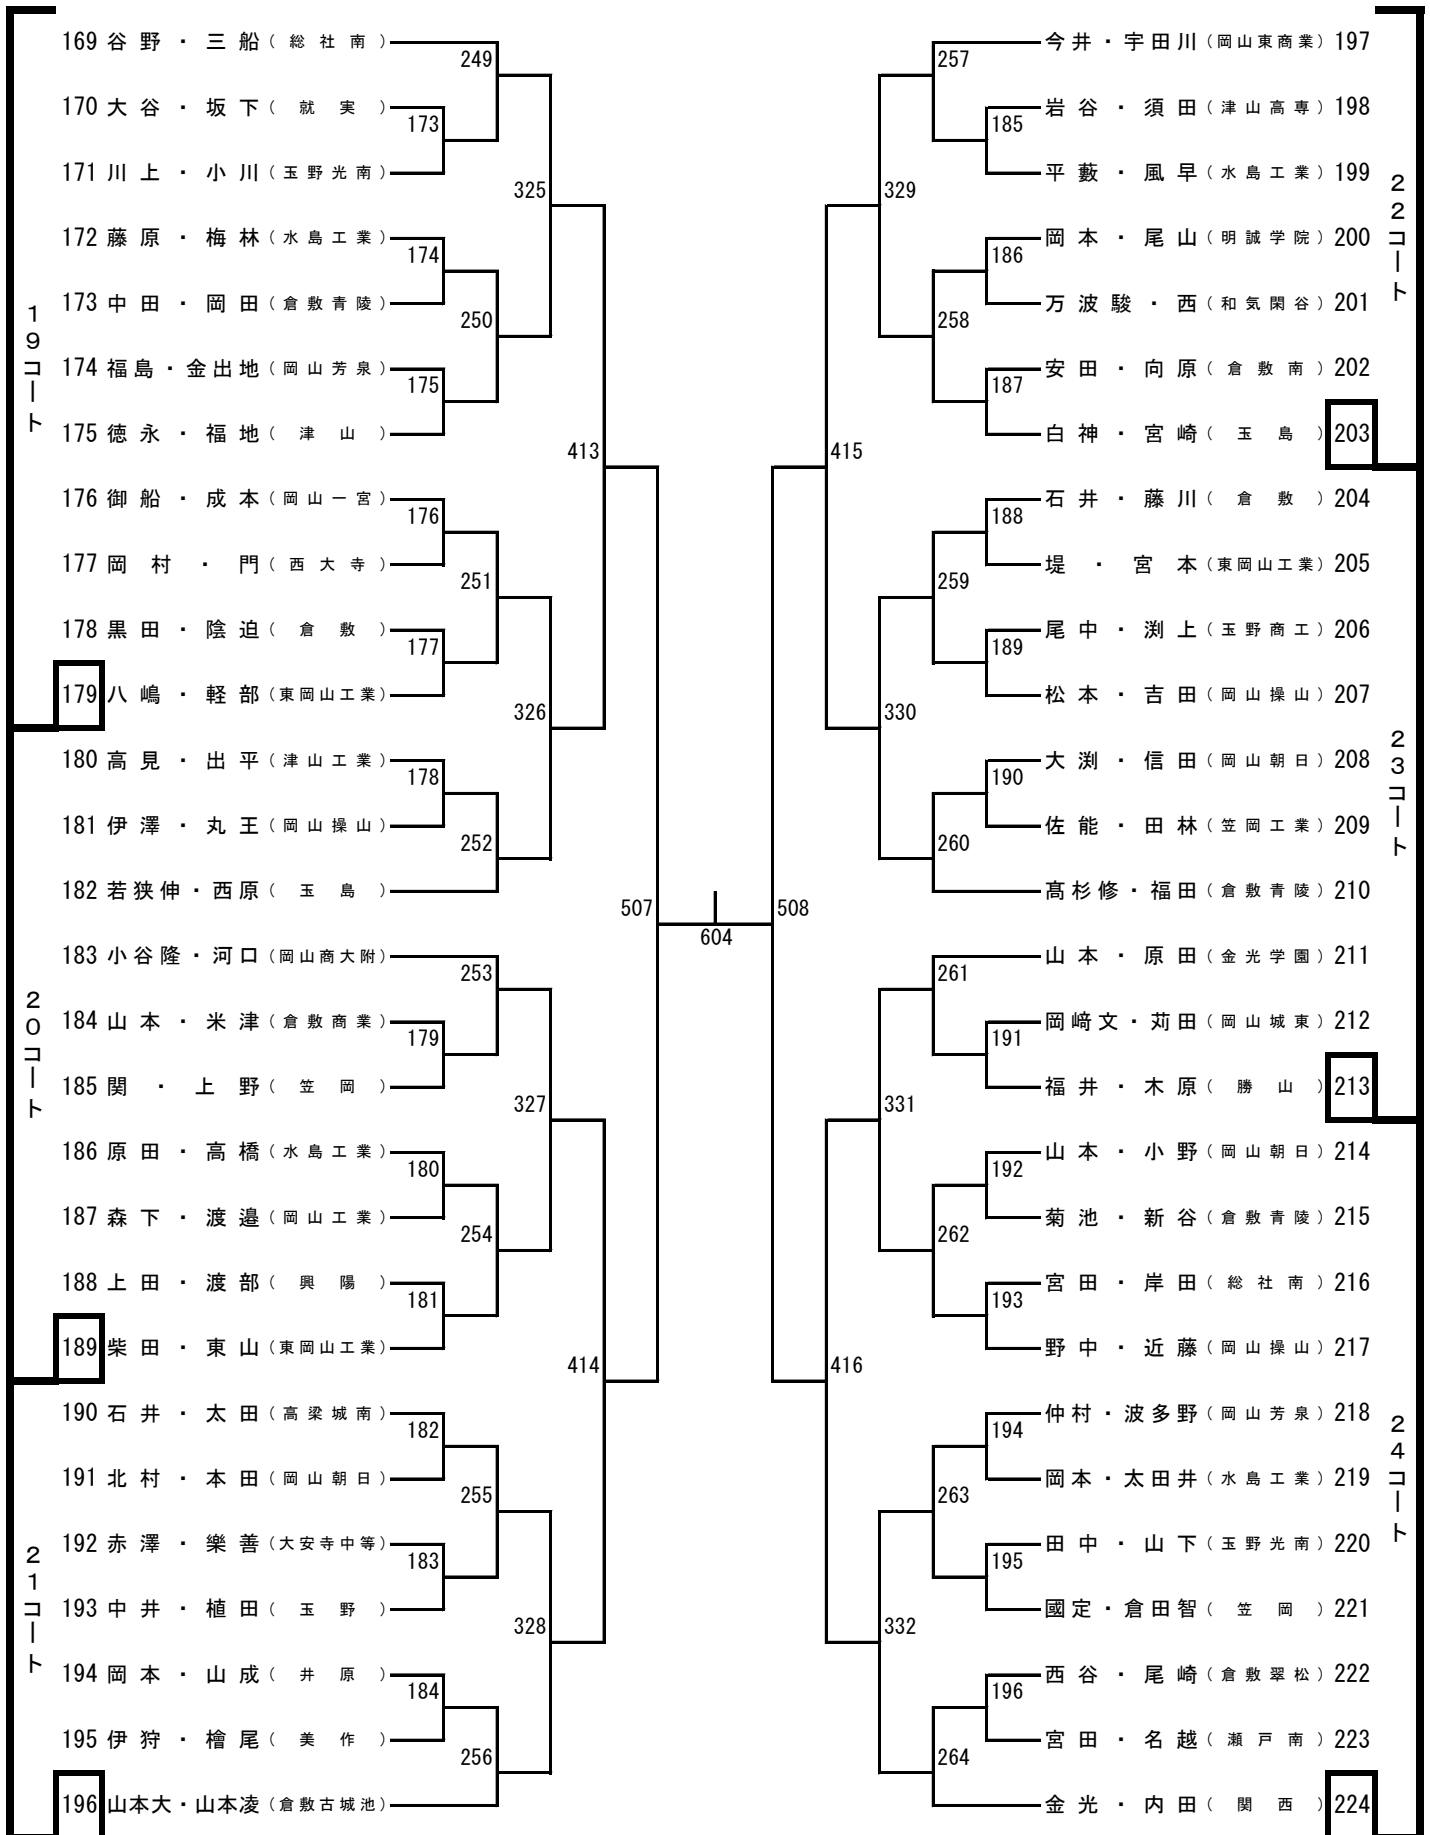 169 谷野・三船(総社南)
249
170 大谷・坂下(就実)
173
171 川上・小川(玉野光南)
325
172 藤原・梅林(水島工業)
174
173 中田・岡田(倉敷青陵)
250
174 福島・金出地(岡山芳泉)
175
175 徳永・福地(津山)
413
176 御船・成本(岡山一宮)
176
177 岡村・門(西大寺)
251
178 黒田・陰迫(倉敷)
177
179 八嶋・軽部(東岡山工業)
326
19コート
180 高見・出平(津山工業)
178
181 伊澤・丸王(岡山操山)
252
182 若狭伸・西原(玉島)
507
183 小谷隆・河口(岡山商大附)
253
184 山本・米津(倉敷商業)
179
185 関・上野(笠岡)
327
186 原田・高橋(水島工業)
180
187 森下・渡邉(岡山工業)
254
188 上田・渡部(興陽)
181
189 柴田・東山(東岡山工業)
414
20コート
190 石井・太田(高梁城南)
182
191 北村・本田(岡山朝日)
255
192 赤澤・樂善(大安寺中等)
183
193 中井・植田(玉野)
328
194 岡本・山成(井原)
184
195 伊狩・檜尾(美作)
256
196 山本大・山本凌(倉敷古城池)
21コート
604
今井・宇田川(岡山東商業) 197
257
岩谷・須田(津山高専) 198
185
平藪・風早(水島工業) 199
329
岡本・尾山(明誠学院) 200
186
万波駿・西(和気閑谷) 201
258
安田・向原(倉敷南) 202
187
白神・宮崎(玉島) 203
415
22コート
石井・藤川(倉敷) 204
188
堤・宮本(東岡山工業) 205
259
尾中・渕上(玉野商工) 206
189
松本・吉田(岡山操山) 207
330
大渕・信田(岡山朝日) 208
190
佐能・田林(笠岡工業) 209
260
髙杉修・福田(倉敷青陵) 210
508
山本・原田(金光学園) 211
261
岡﨑文・苅田(岡山城東) 212
191
福井・木原(勝山) 213
331
23コート
山本・小野(岡山朝日) 214
192
菊池・新谷(倉敷青陵) 215
262
宮田・岸田(総社南) 216
193
野中・近藤(岡山操山) 217
416
仲村・波多野(岡山芳泉) 218
194
岡本・太田井(水島工業) 219
263
田中・山下(玉野光南) 220
195
國定・倉田智(笠岡) 221
332
西谷・尾崎(倉敷翠松) 222
196
宮田・名越(瀬戸南) 223
264
金光・内田(関西) 224
24コート